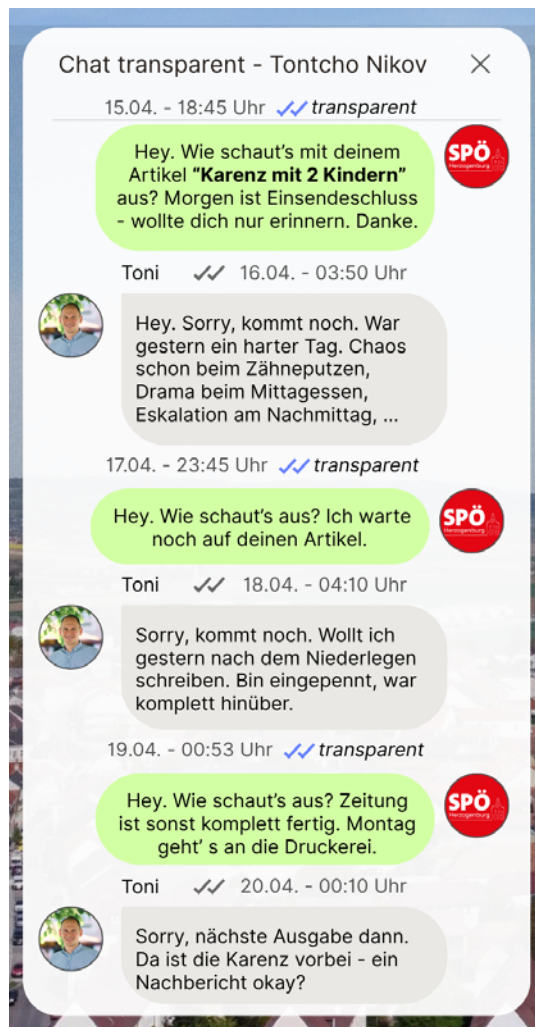 Chat transparent - Tontcho Nikov
15.04. - 18:45 Uhr transparent
Hey. Wie schaut’s mit deinem
Artikel “Karenz mit 2 Kindern”
aus? Morgen ist Einsendeschluss
- wollte dich nur erinnern. Danke.
SPÖ
Herzogenburg
Toni 16.04. - 03:50 Uhr
Hey. Sorry, kommt noch. War
gestern ein harter Tag. Chaos
schon beim Zähneputzen,
Drama beim Mittagessen,
Eskalation am Nachmittag, ...
17.04. - 23:45 Uhr transparent
Hey. Wie schaut’s aus? Ich warte
noch auf deinen Artikel.
SPÖ
Herzogenburg
Toni 18.04. - 04:10 Uhr
Sorry, kommt noch. Wollt ich
gestern nach dem Niederlegen
schreiben. Bin eingepennt, war
komplett hinüber.
19.04. - 00:53 Uhr transparent
Hey. Wie schaut’s aus? Zeitung
ist sonst komplett fertig. Montag
geht’ s an die Druckerei.
SPÖ
Herzogenburg
Toni 20.04. - 00:10 Uhr
Sorry, nächste Ausgabe dann.
Da ist die Karenz vorbei - ein
Nachbericht okay?